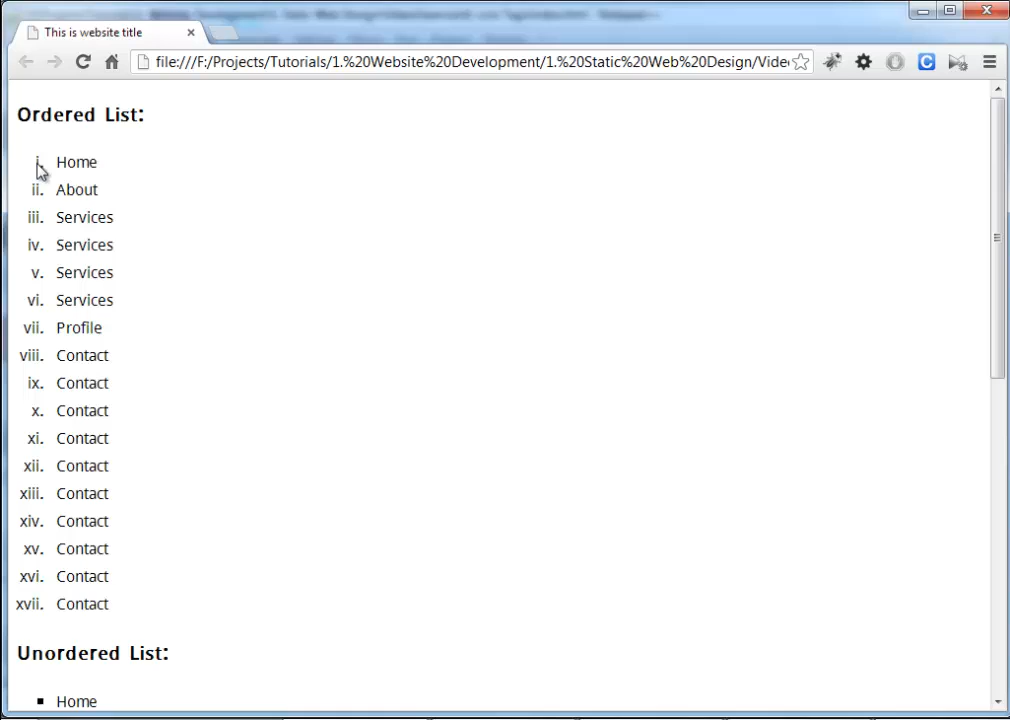 This is website title
file:///F:/Projects/Tutorials/1.%20Website%20Development/1.%20Static%20Web%20Design/Vide
Ordered List:
i. Home
ii. About
iii. Services
iv. Services
v. Services
vi. Services
vii. Profile
viii. Contact
ix. Contact
x. Contact
xi. Contact
xii. Contact
xiii. Contact
xiv. Contact
xv. Contact
xvi. Contact
xvii. Contact
Unordered List:
Home